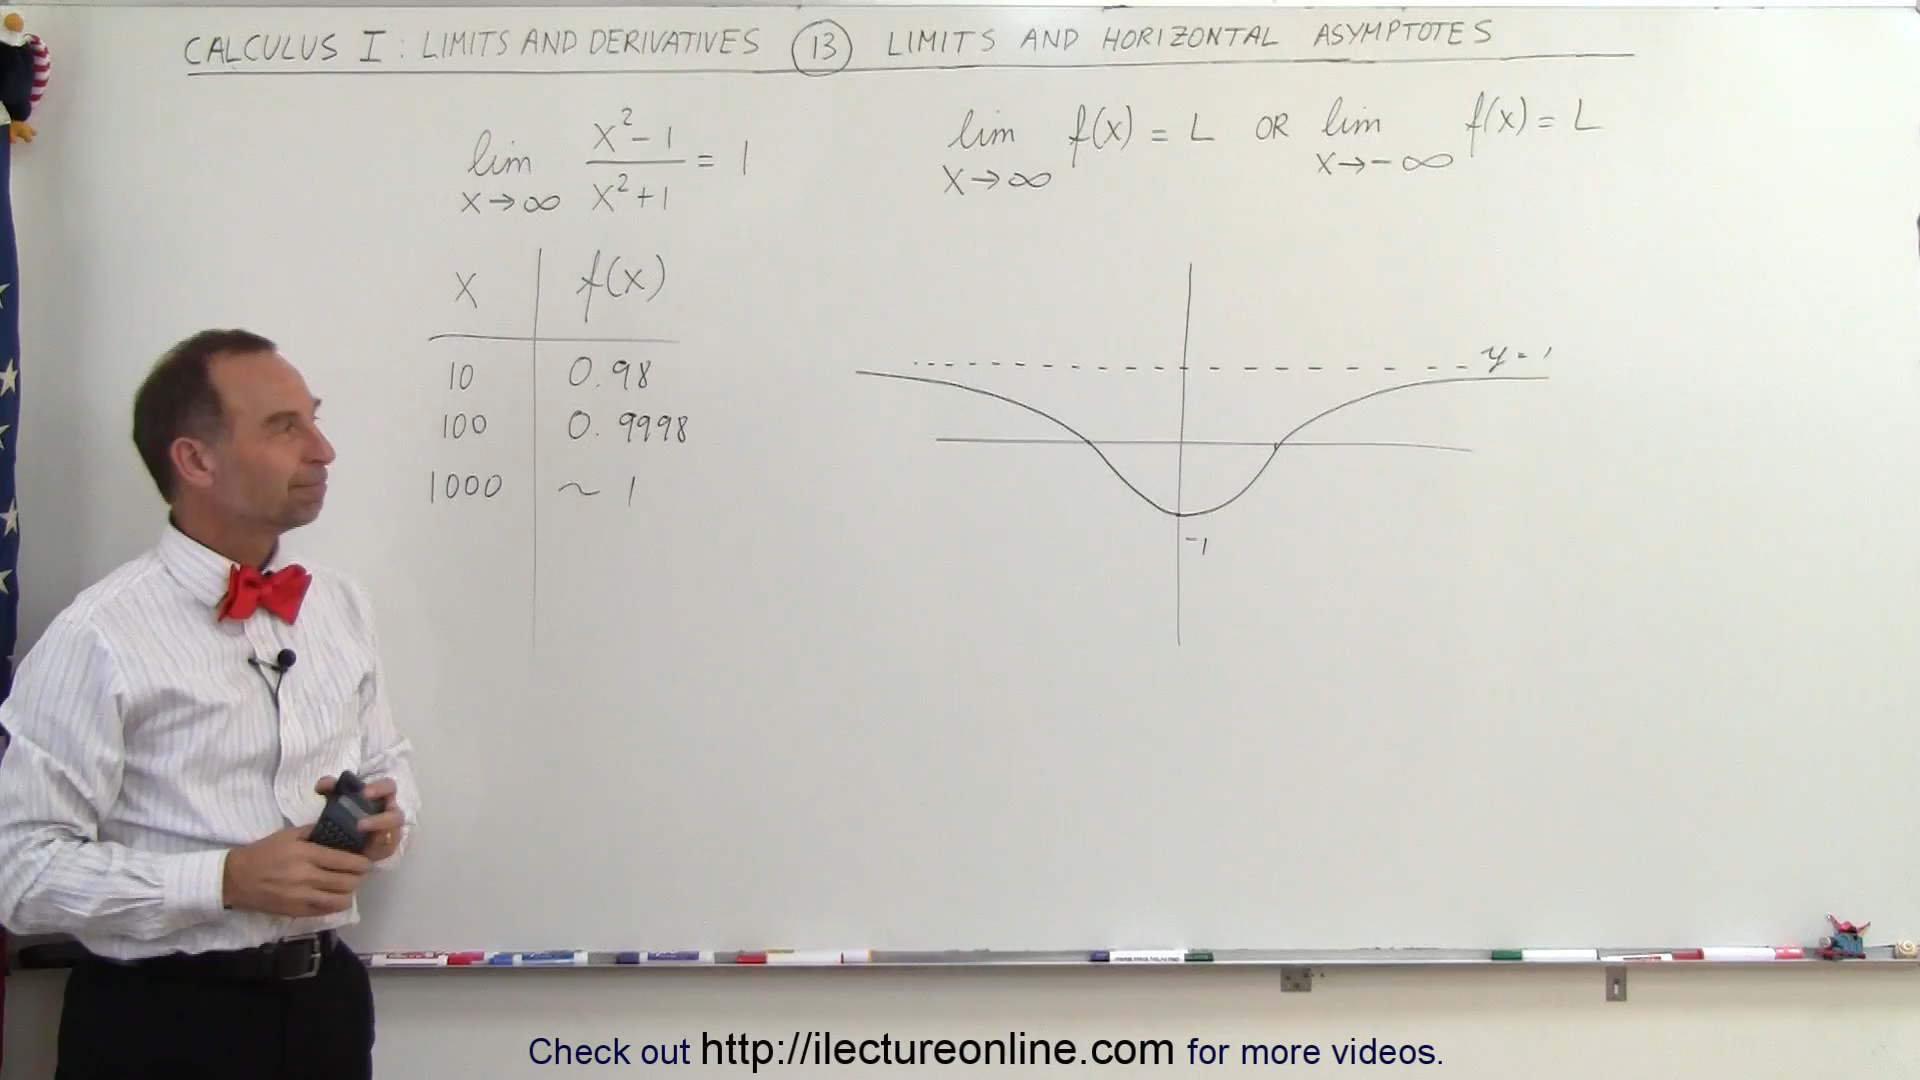 CALCULUS I : LIMITS AND DERIVATIVES 13 LIMITS AND HORIZONTAL ASYMPTOTES
lim x→∞ (x²-1)/(x²+1) = 1
lim x→∞ f(x) = L OR lim x→-∞ f(x) = L
x f(x)
10 0.98
100 0.9998
1000 ~ 1
y = 1
-1
Check out http://ilectureonline.com for more videos.